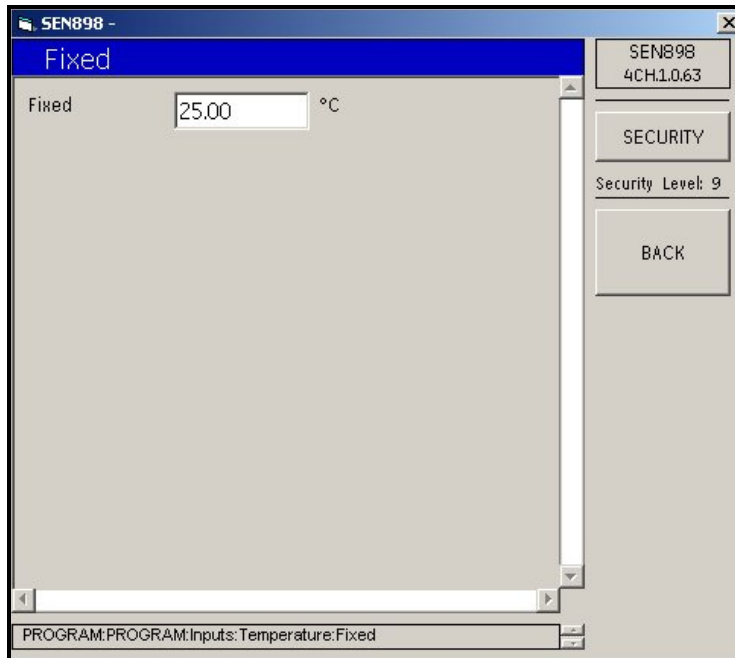 SEN898 -
Fixed
SEN898
4CH.1.0.63
Fixed 25.00 °C
SECURITY
Security Level: 9
BACK
PROGRAM:PROGRAM:Inputs:Temperature:Fixed